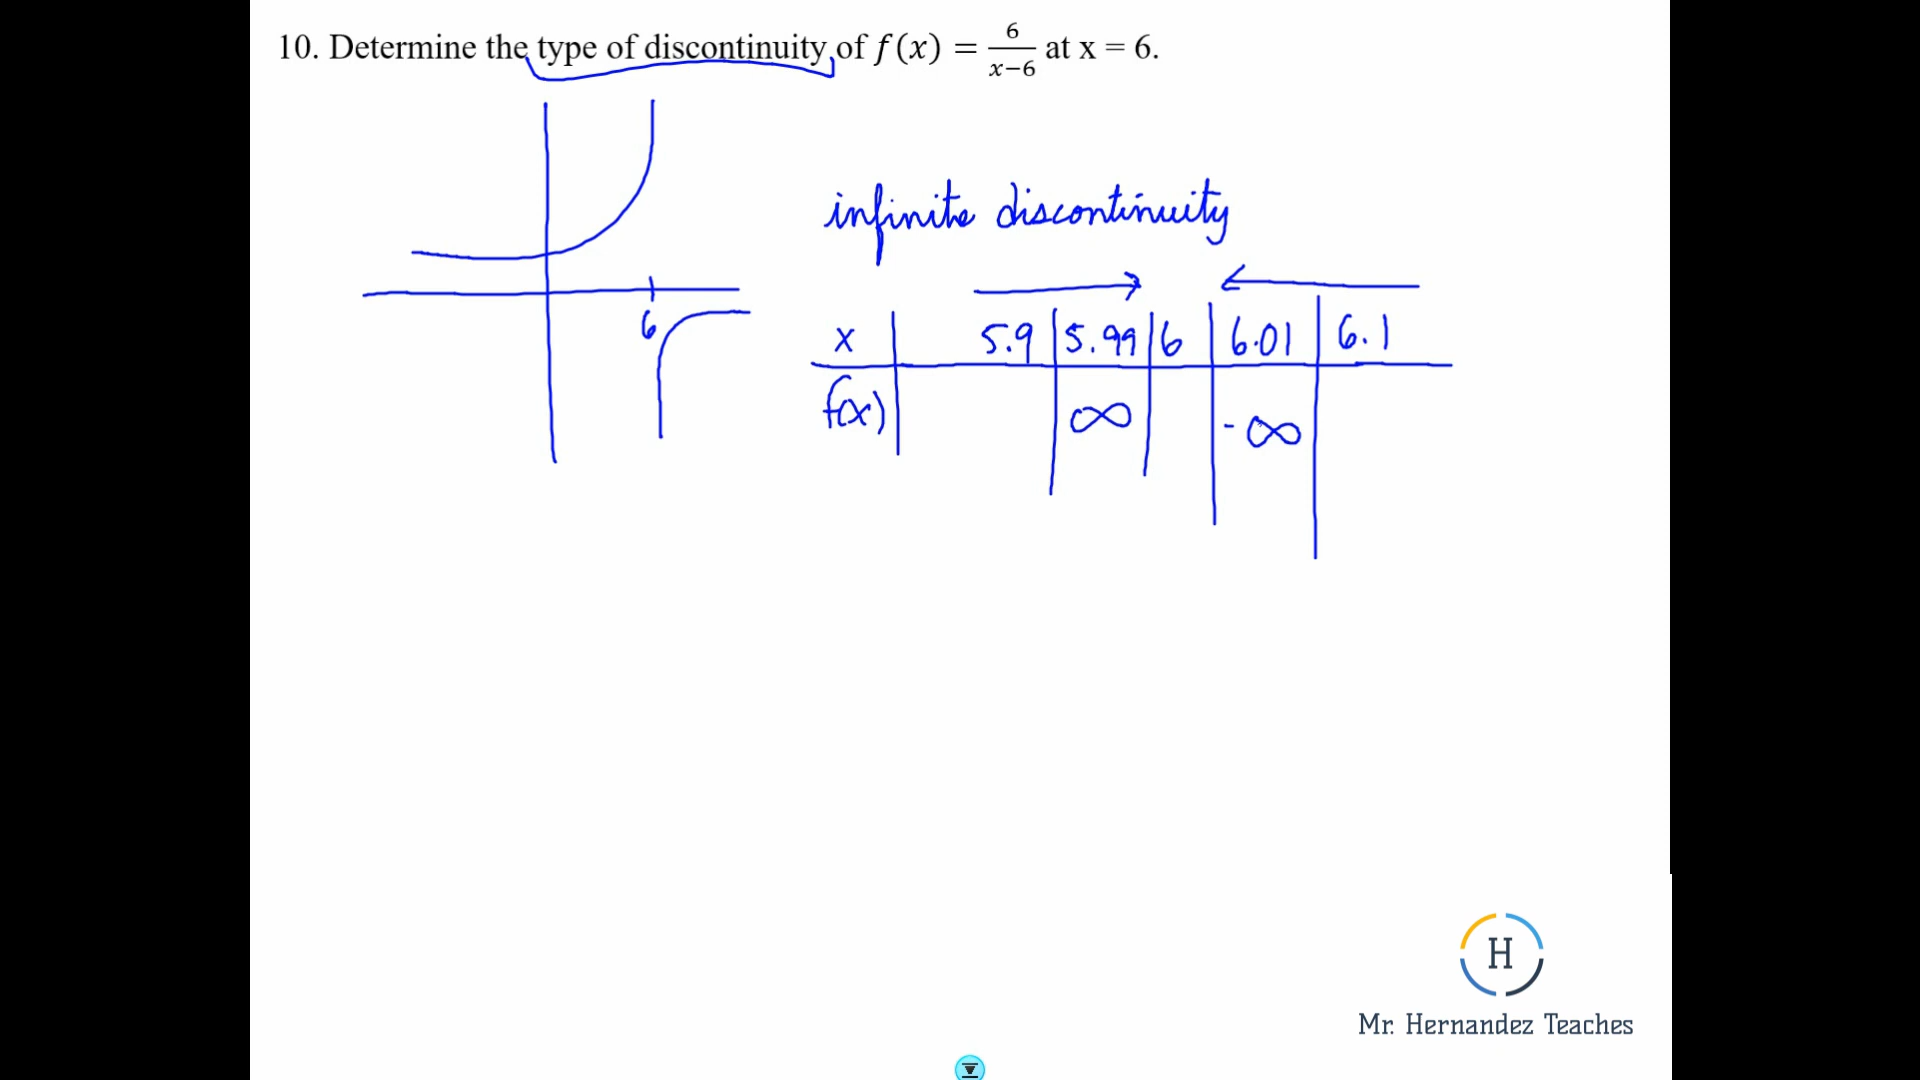 10. Determine the type of discontinuity of f(x) = 6/(x−6) at x = 6.
infinite discontinuity
6
x 5.9 5.99 6 6.01 6.1
f(x) ∞ -∞
H
Mr. Hernandez Teaches